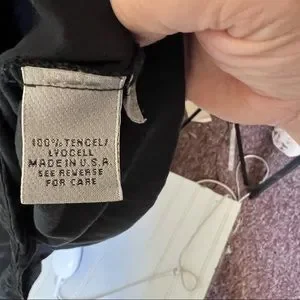 100% TENCEL/
LYOCELL
MADE IN U.S.A.
SEE REVERSE
FOR CARE